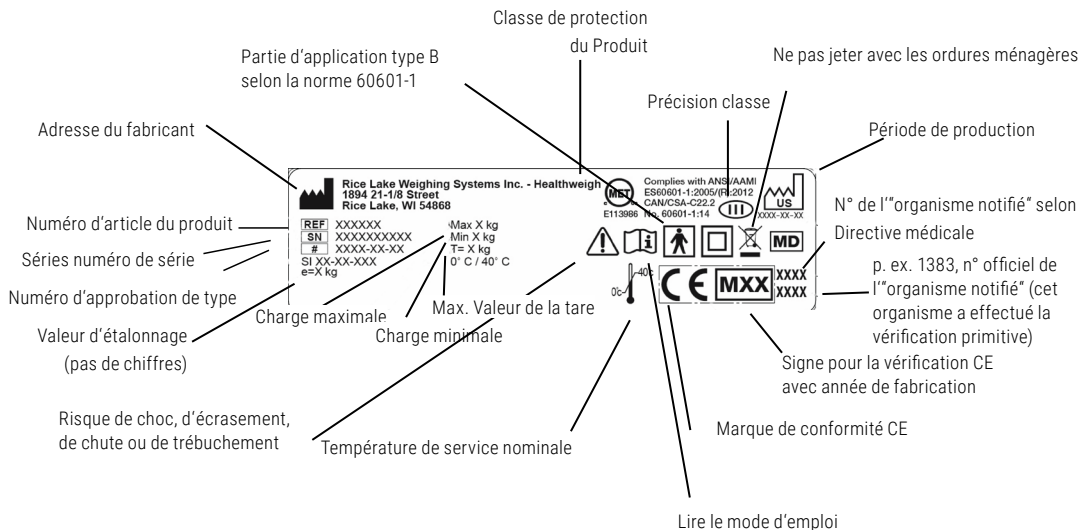 Classe de protection
du Produit
Partie d'application type B
selon la norme 60601-1
Ne pas jeter avec les ordures ménagères
Précision classe
Adresse du fabricant
Période de production
Rice Lake Weighing Systems Inc. - Healthweigh
1894 21-1/8 Street
Rice Lake, WI 54868
MET
c
E113986
Complies with ANSI/AAMI
ES60601-1:2005/(R)2012
CAN/CSA-C22.2
No. 60601-1:14
III
US
XXXX-XX-XX
Numéro d'article du produit
REF XXXXXX
SN XXXXXXXXXX
# XXXX-XX-XX
SI XX-XX-XXX
e=X kg
Max X kg
Min X kg
T= X kg
0° C / 40° C
MD
0°c
40°c
CE
MXX
XXXX
XXXX
N° de l'"organisme notifié" selon
Directive médicale
Séries numéro de série
p. ex. 1383, n° officiel de
l'"organisme notifié" (cet
organisme a effectué la
vérification primitive)
Numéro d'approbation de type
Charge maximale
Max. Valeur de la tare
Valeur d'étalonnage
(pas de chiffres)
Charge minimale
Signe pour la vérification CE
avec année de fabrication
Risque de choc, d'écrasement,
de chute ou de trébuchement
Température de service nominale
Marque de conformité CE
Lire le mode d'emploi